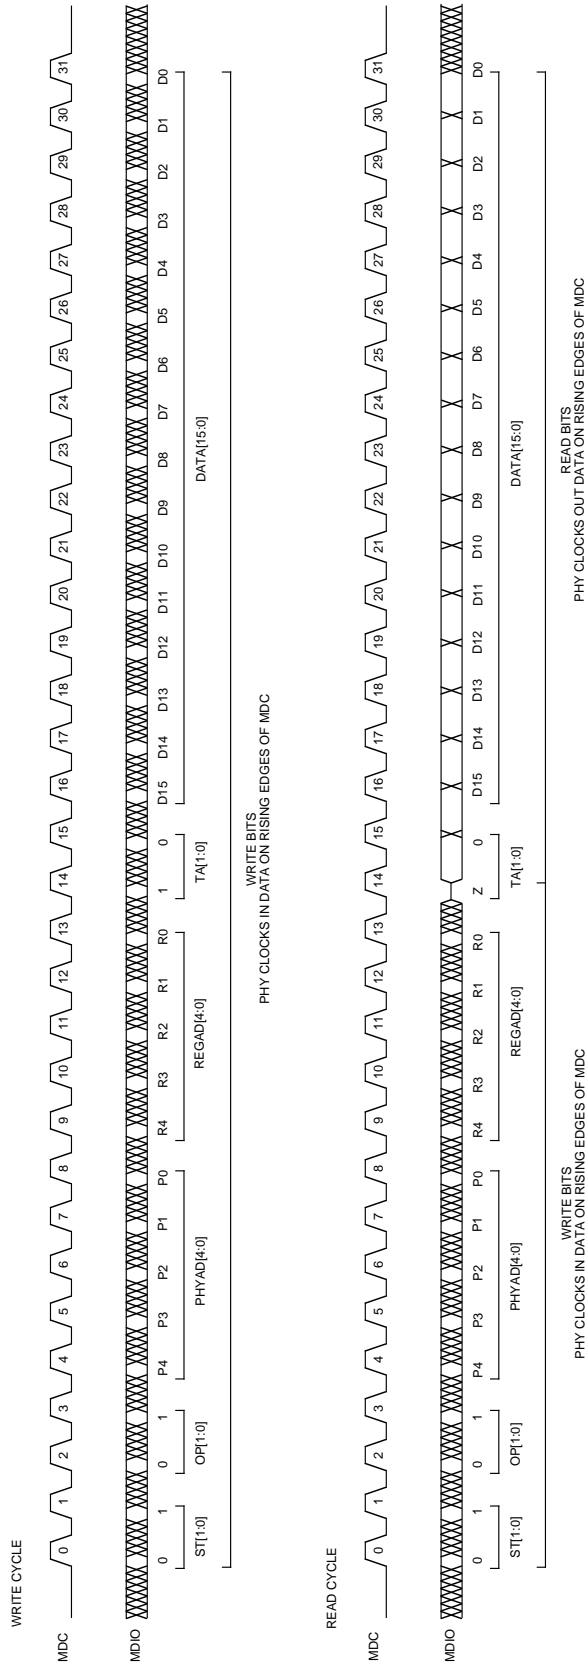 WRITE CYCLE
MDC 0 1 2 3 4 5 6 7 8 9 10 11 12 13 14 15 16 17 18 19 20 21 22 23 24 25 26 27 28 29 30 31
MDIO
0 1 0 1 P4 P3 P2 P1 P0 R4 R3 R2 R1 R0 1 0 D15 D14 D13 D12 D11 D10 D9 D8 D7 D6 D5 D4 D3 D2 D1 D0
ST[1:0] OP[1:0] PHYAD[4:0] REGAD[4:0] TA[1:0] DATA[15:0]
WRITE BITS
PHY CLOCKS IN DATA ON RISING EDGES OF MDC
READ CYCLE
MDC 0 1 2 3 4 5 6 7 8 9 10 11 12 13 14 15 16 17 18 19 20 21 22 23 24 25 26 27 28 29 30 31
MDIO
0 1 0 1 P4 P3 P2 P1 P0 R4 R3 R2 R1 R0 Z 0 D15 D14 D13 D12 D11 D10 D9 D8 D7 D6 D5 D4 D3 D2 D1 D0
ST[1:0] OP[1:0] PHYAD[4:0] REGAD[4:0] TA[1:0] DATA[15:0]
WRITE BITS
PHY CLOCKS IN DATA ON RISING EDGES OF MDC
READ BITS
PHY CLOCKS OUT DATA ON RISING EDGES OF MDC